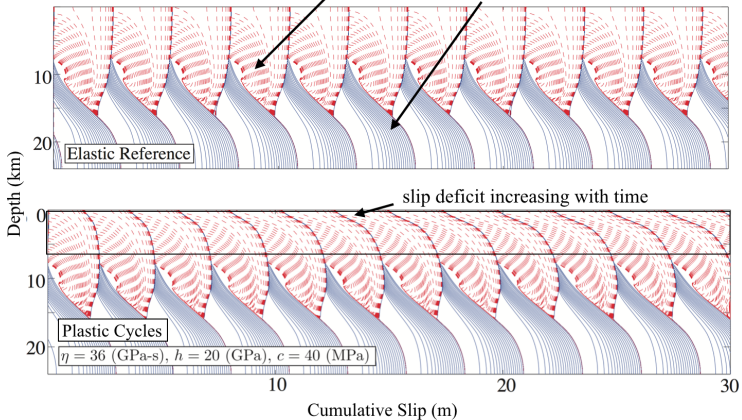 10
20
Elastic Reference
Depth (km)
slip deficit increasing with time
0
10
20
Plastic Cycles
η = 36 (GPa-s), h = 20 (GPa), c = 40 (MPa)
10
20
30
Cumulative Slip (m)